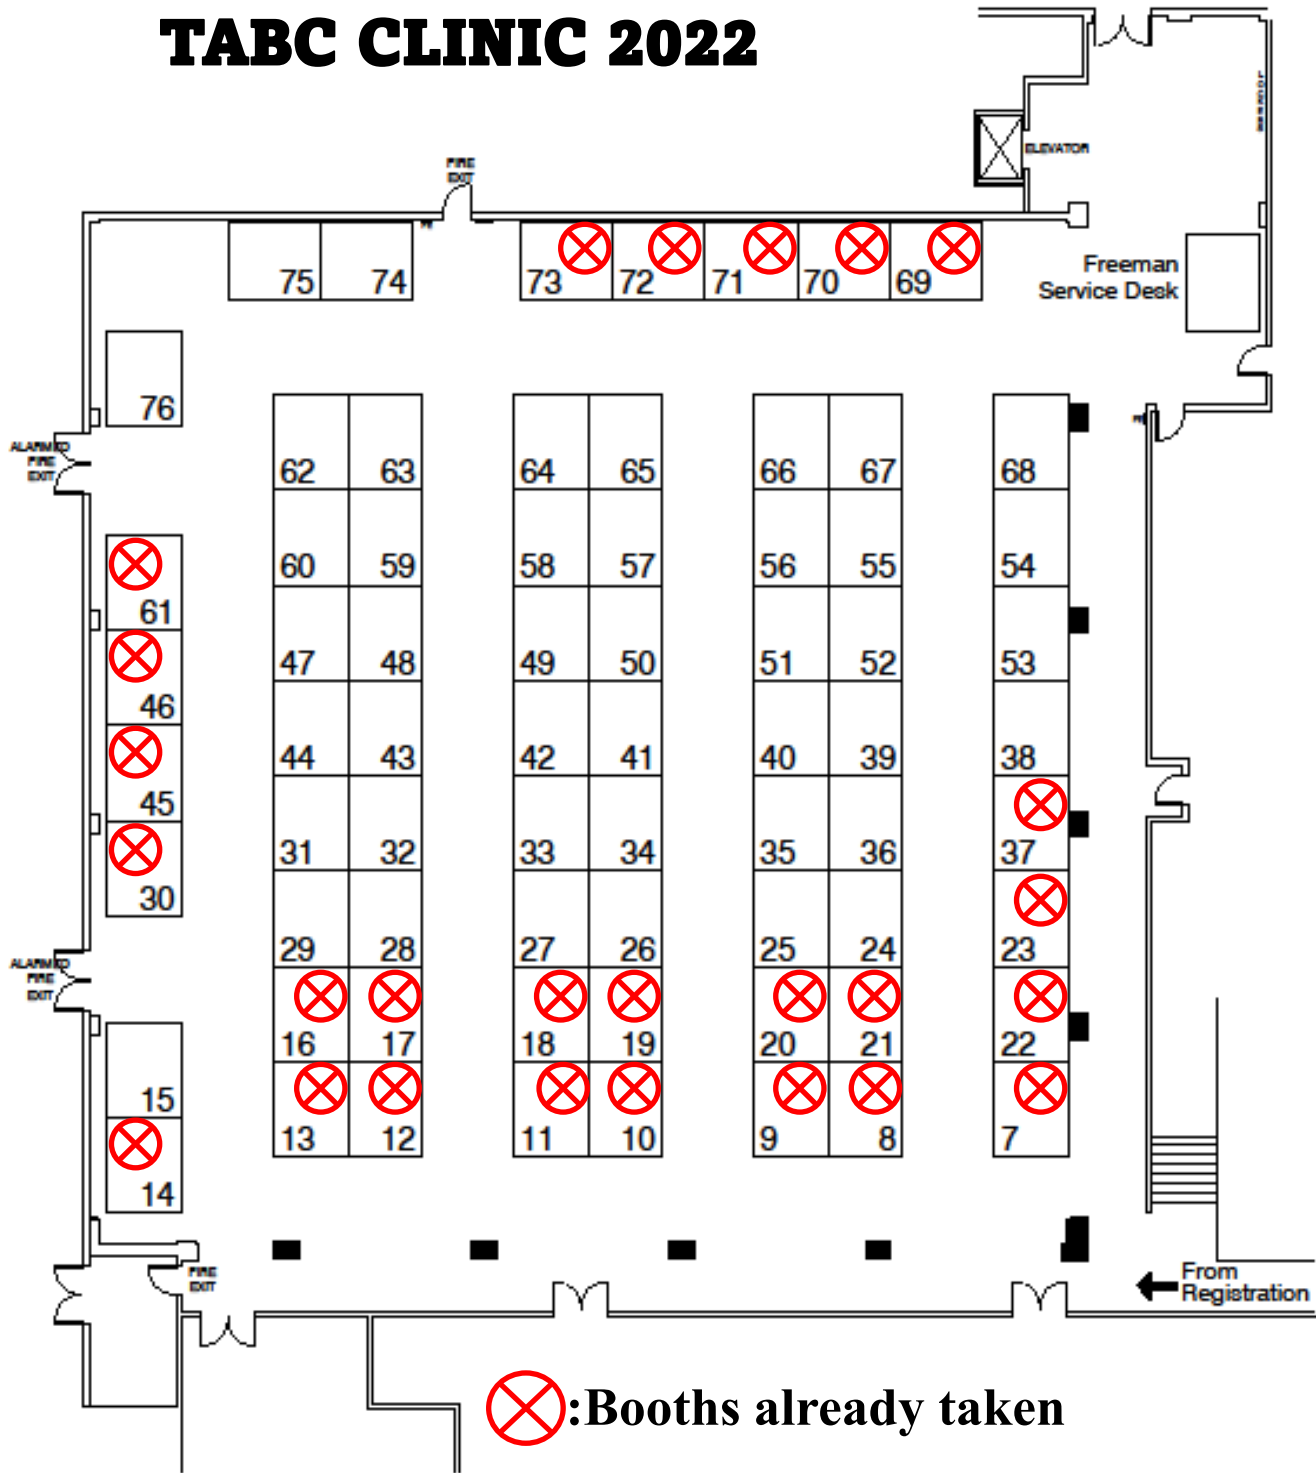 TABC CLINIC 2022
ELEVATOR
FIRE
EXIT
75 74 73 72 71 70 69
Freeman
Service Desk
76
ALARMED
FIRE
EXIT
62 63 64 65 66 67 68
60 59 58 57 56 55 54
61
47 48 49 50 51 52 53
46
44 43 42 41 40 39 38
45
31 32 33 34 35 36 37
30
29 28 27 26 25 24 23
ALARMED
FIRE
EXIT
16 17 18 19 20 21 22
15
13 12 11 10 9 8 7
14
FIRE
EXIT
From
Registration
:Booths already taken